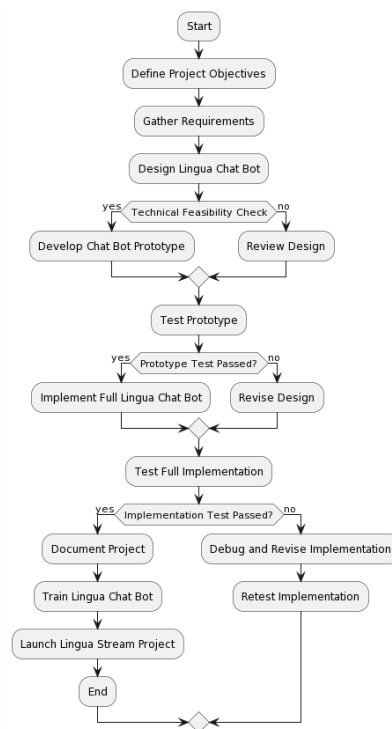 Start
Define Project Objectives
Gather Requirements
Design Lingua Chat Bot
yes
Technical Feasibility Check
no
Develop Chat Bot Prototype
Review Design
Test Prototype
yes
Prototype Test Passed?
no
Implement Full Lingua Chat Bot
Revise Design
Test Full Implementation
yes
Implementation Test Passed?
no
Document Project
Debug and Revise Implementation
Train Lingua Chat Bot
Retest Implementation
Launch Lingua Stream Project
End